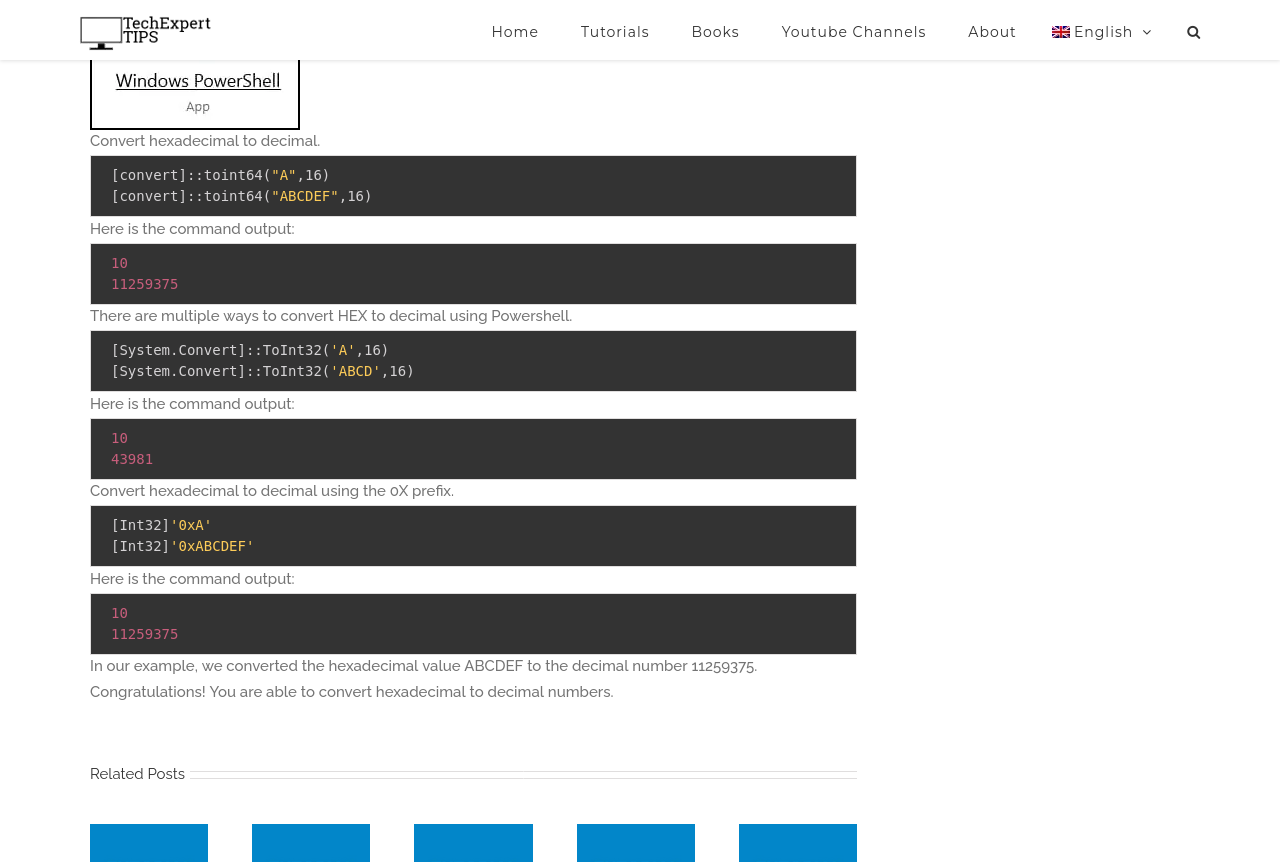 TechExpert
TIPS
Home
Tutorials
Books
Youtube Channels
About
English
Windows PowerShell
App
Convert hexadecimal to decimal.
[convert]::toint64("A",16)
[convert]::toint64("ABCDEF",16)
Here is the command output:
10
11259375
There are multiple ways to convert HEX to decimal using Powershell.
[System.Convert]::ToInt32('A',16)
[System.Convert]::ToInt32('ABCD',16)
Here is the command output:
10
43981
Convert hexadecimal to decimal using the 0X prefix.
[Int32]'0xA'
[Int32]'0xABCDEF'
Here is the command output:
10
11259375
In our example, we converted the hexadecimal value ABCDEF to the decimal number 11259375.
Congratulations! You are able to convert hexadecimal to decimal numbers.
Related Posts